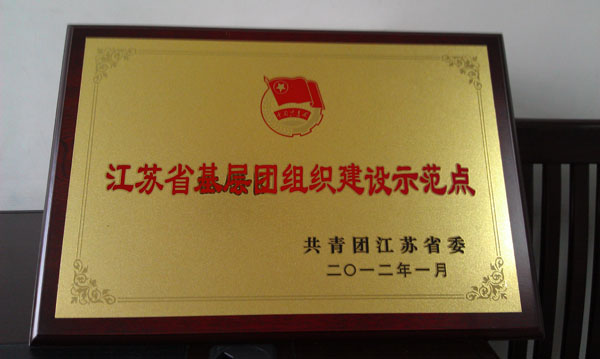 江苏省基层团组织建设示范点
共青团江苏省委
二〇一二年一月